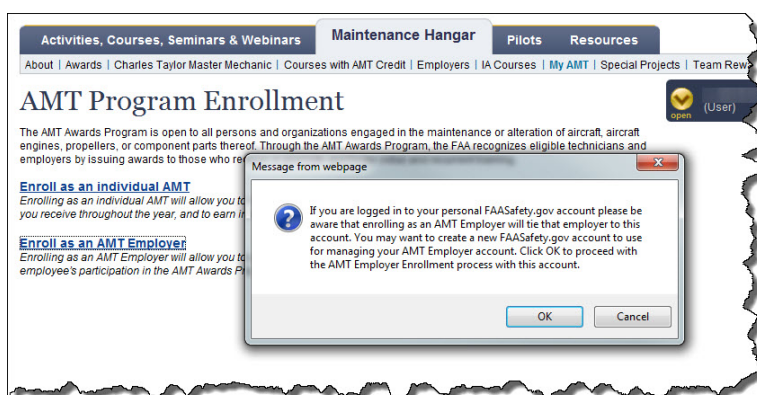 Activities, Courses, Seminars & Webinars Maintenance Hangar Pilots Resources
About | Awards | Charles Taylor Master Mechanic | Courses with AMT Credit | Employers | IA Courses | My AMT | Special Projects | Team Rew
AMT Program Enrollment
open (User)
The AMT Awards Program is open to all persons and organizations engaged in the maintenance or alteration of aircraft, aircraft
engines, propellers, or component parts thereof. Through the AMT Awards Program, the FAA recognizes eligible technicians and
employers by issuing awards to those who re
Message from webpage
Enroll as an individual AMT
Enrolling as an individual AMT will allow you to
you receive throughout the year, and to earn i
Enroll as an AMT Employer
Enrolling as an AMT Employer will allow you to
employee's participation in the AMT Awards P
If you are logged in to your personal FAASafety.gov account please be
aware that enrolling as an AMT Employer will tie that employer to this
account. You may want to create a new FAASafety.gov account to use
for managing your AMT Employer account. Click OK to proceed with
the AMT Employer Enrollment process with this account.
OK Cancel